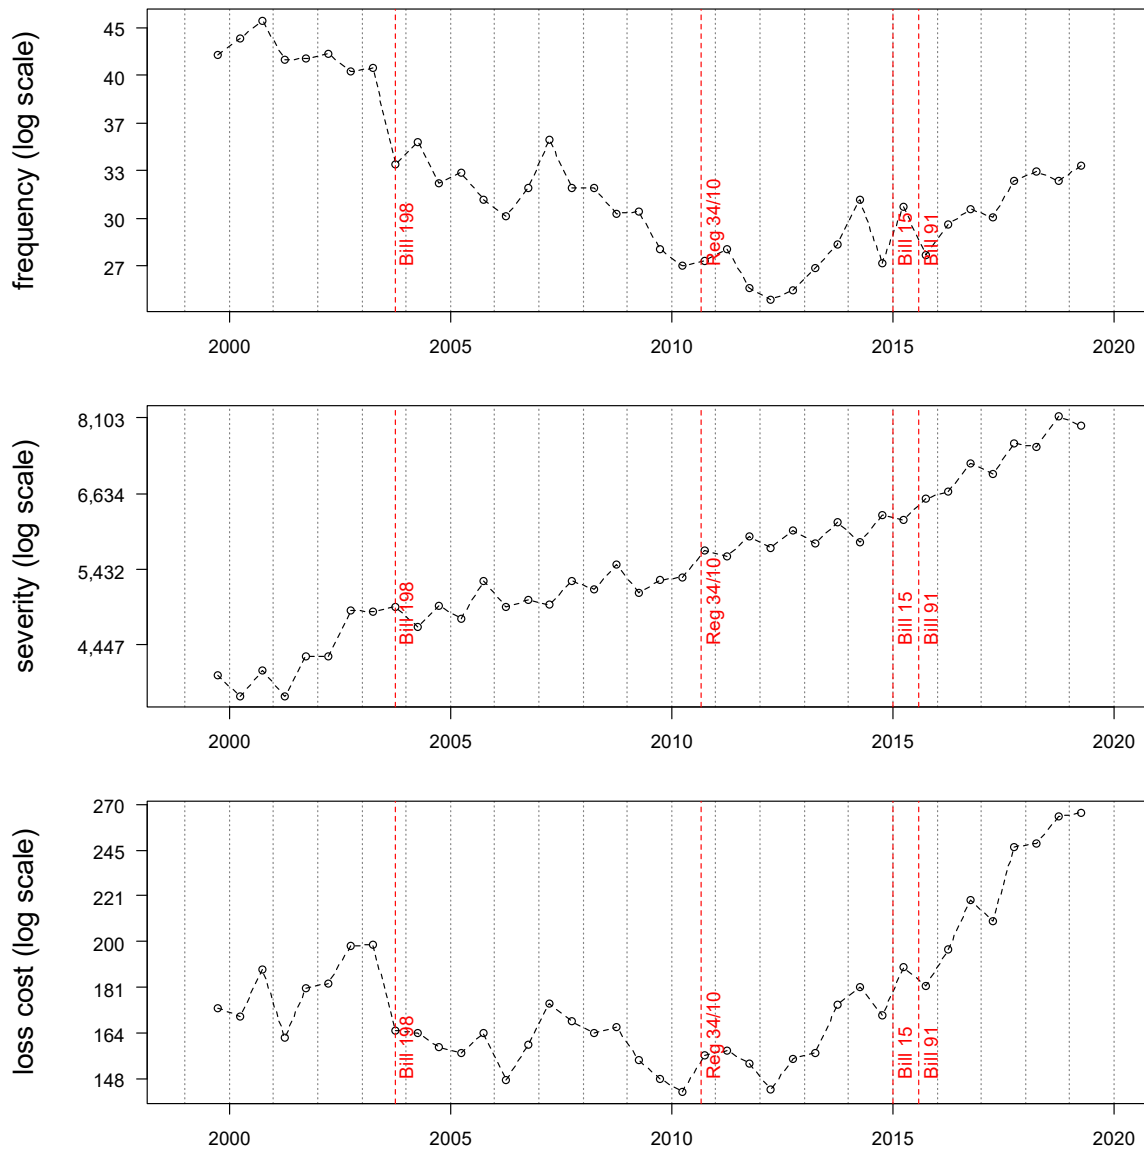 frequency (log scale)
45
40
37
33
30
27
Bill 198
Reg 34/10
Bill 15
Bill 91
2000
2005
2010
2015
2020
severity (log scale)
8,103
6,634
5,432
4,447
Bill 198
Reg 34/10
Bill 15
Bill 91
2000
2005
2010
2015
2020
loss cost (log scale)
270
245
221
200
181
164
148
Bill 198
Reg 34/10
Bill 15
Bill 91
2000
2005
2010
2015
2020